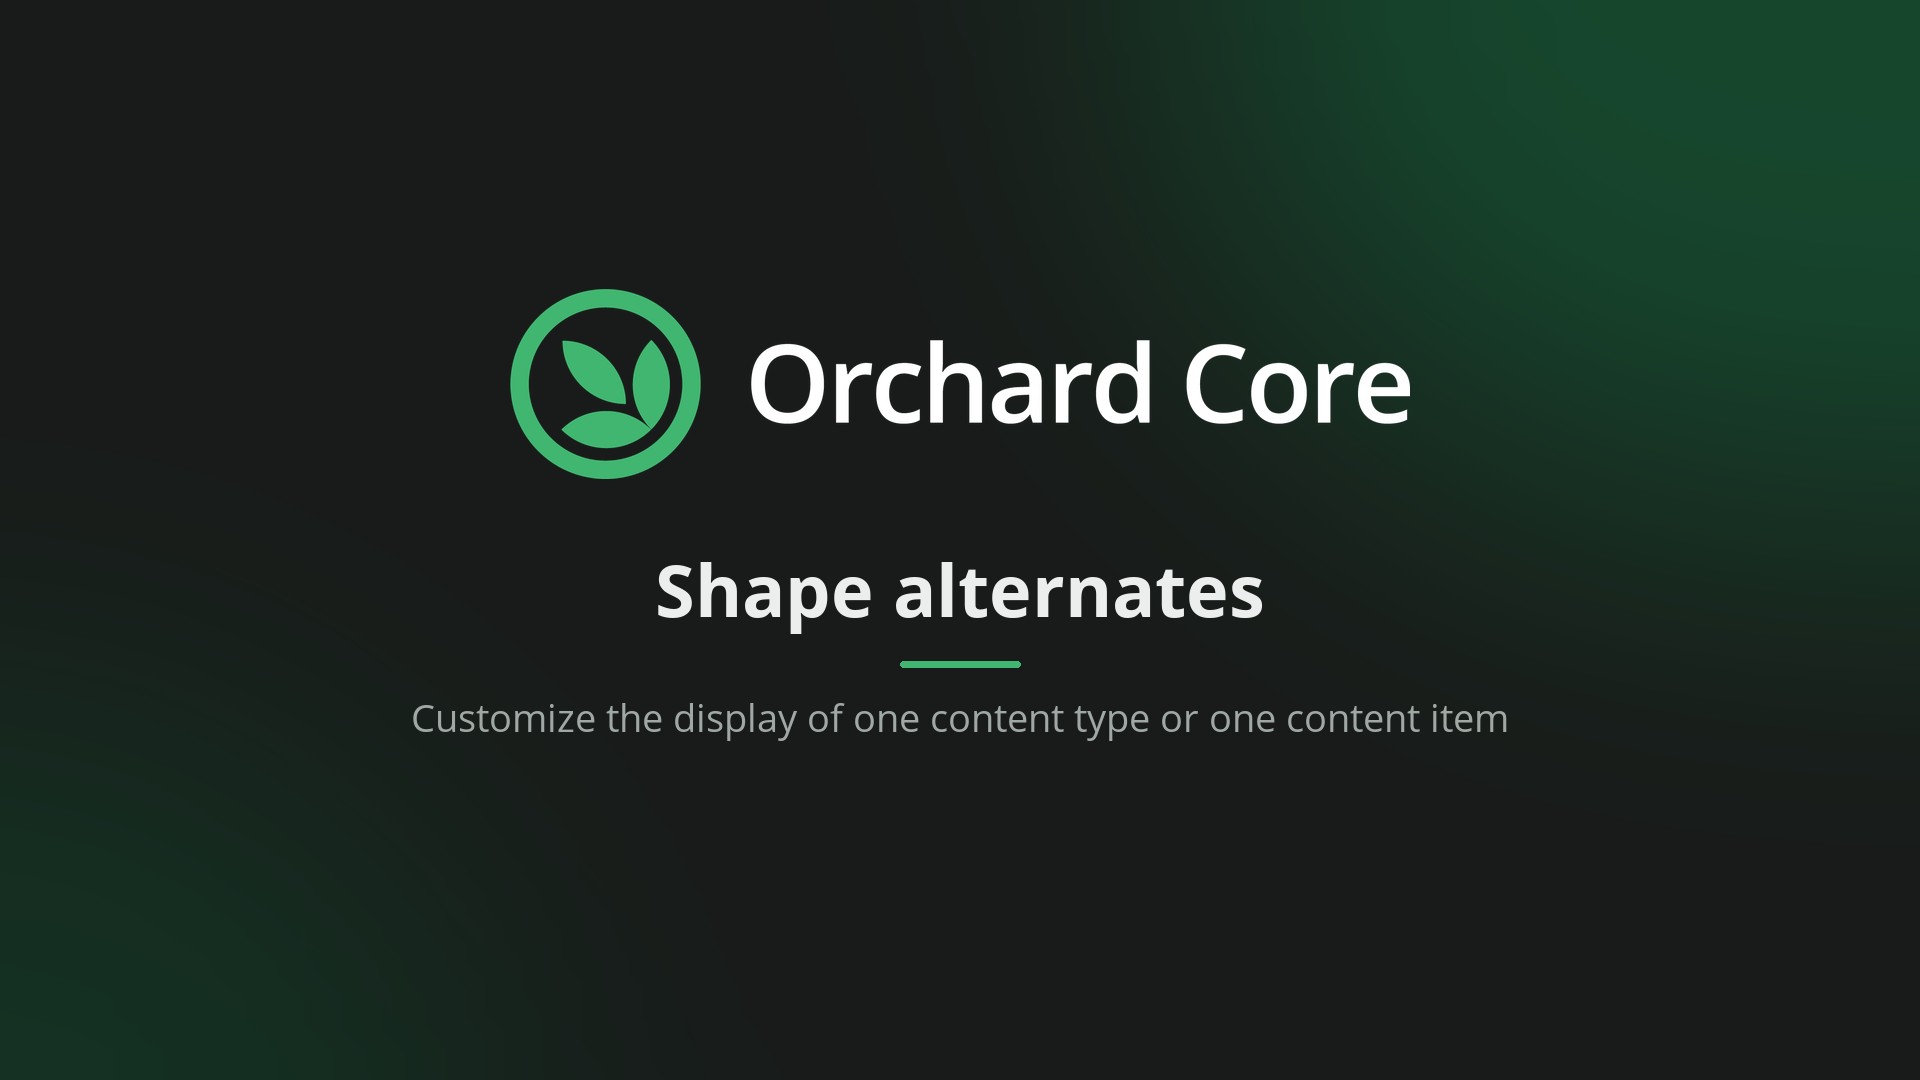 Orchard Core
Shape alternates
Customize the display of one content type or one content item